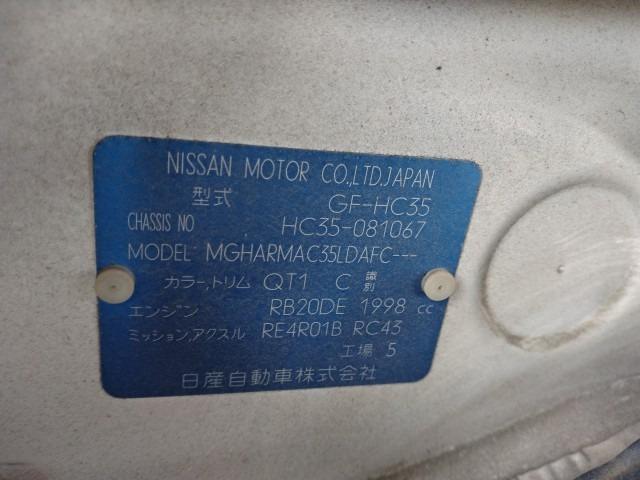 NISSAN MOTOR CO.,LTD.JAPAN
型式 GF-HC35
CHASSIS NO HC35-081067
MODEL MGHARMAC35LDAFC---
カラー,トリム QT1 C 識別
エンジン RB20DE 1998 cc
ミッション,アクスル RE4R01B RC43
工場 5
日産自動車株式会社